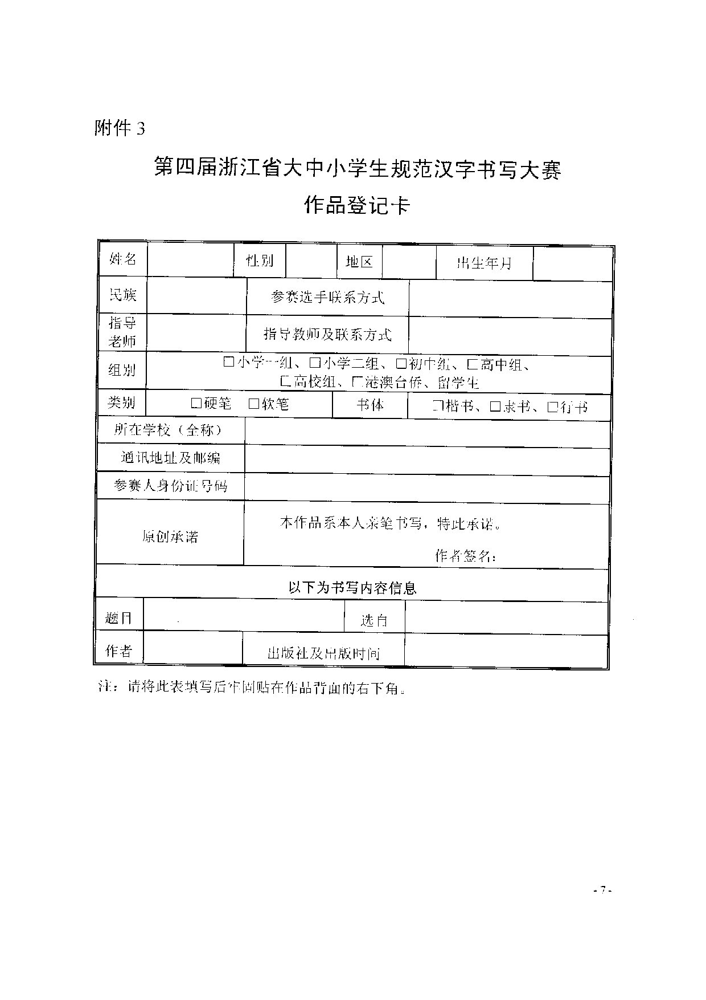 附件 3
第四届浙江省大中小学生规范汉字书写大赛
作品登记卡
姓名 性别 地区 出生年月
民族 参赛选手联系方式
指导
老师 指导教师及联系方式
组别 □小学一组、□小学二组、□初中组、□高中组、
□高校组、□港澳台侨、留学生
类别 □硬笔 □软笔 书体 □楷书、□隶书、□行书
所在学校（全称）
通讯地址及邮编
参赛人身份证号码
原创承诺 本作品系本人亲笔书写，特此承诺。
作者签名：
以下为书写内容信息
题目 选自
作者 出版社及出版时间
注：请将此表填写后牢固贴在作品背面的右下角。
- 7 -